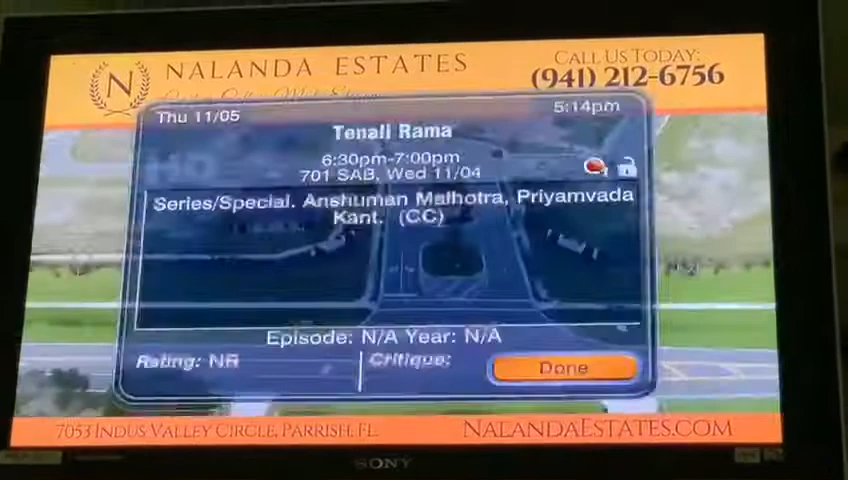 N
NALANDA ESTATES
CALL US TODAY:
(941) 212-6756
Thu 11/05
5:14pm
Tenali Rama
6:30pm-7:00pm
701 SAB, Wed 11/04
Series/Special. Anshuman Malhotra, Priyamvada
Kant. (CC)
Episode: N/A Year: N/A
Rating: NR
Critique:
Done
7053 INDUS VALLEY CIRCLE, PARRISH, FL
NALANDAESTATES.COM
SONY